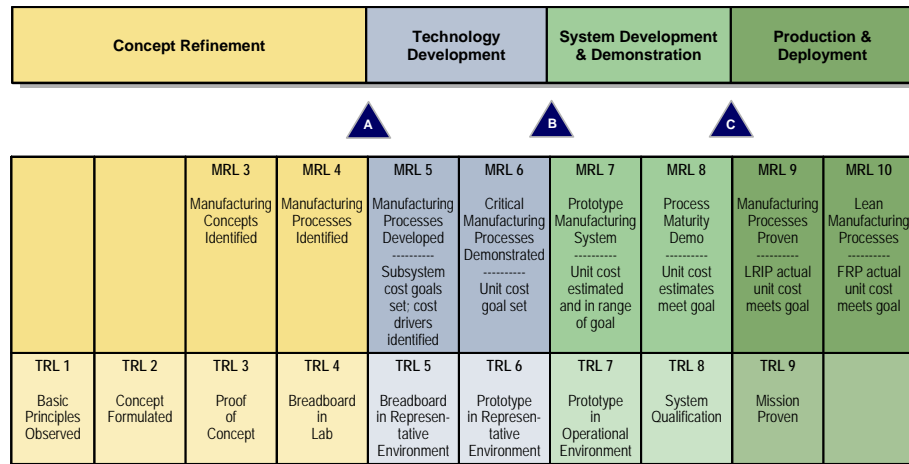 Concept Refinement
Technology
Development
System Development
& Demonstration
Production &
Deployment
A
B
C
MRL 3
Manufacturing
Concepts
Identified
MRL 4
Manufacturing
Processes
Identified
MRL 5
Manufacturing
Processes
Developed
----------
Subsystem
cost goals
set; cost
drivers
identified
MRL 6
Critical
Manufacturing
Processes
Demonstrated
----------
Unit cost
goal set
MRL 7
Prototype
Manufacturing
System
----------
Unit cost
estimated
and in range
of goal
MRL 8
Process
Maturity
Demo
----------
Unit cost
estimates
meet goal
MRL 9
Manufacturing
Processes
Proven
----------
LRIP actual
unit cost
meets goal
MRL 10
Lean
Manufacturing
Processes
----------
FRP actual
unit cost
meets goal
TRL 1
Basic
Principles
Observed
TRL 2
Concept
Formulated
TRL 3
Proof
of
Concept
TRL 4
Breadboard
in
Lab
TRL 5
Breadboard
in Represen-
tative
Environment
TRL 6
Prototype
in Represen-
tative
Environment
TRL 7
Prototype
in
Operational
Environment
TRL 8
System
Qualification
TRL 9
Mission
Proven